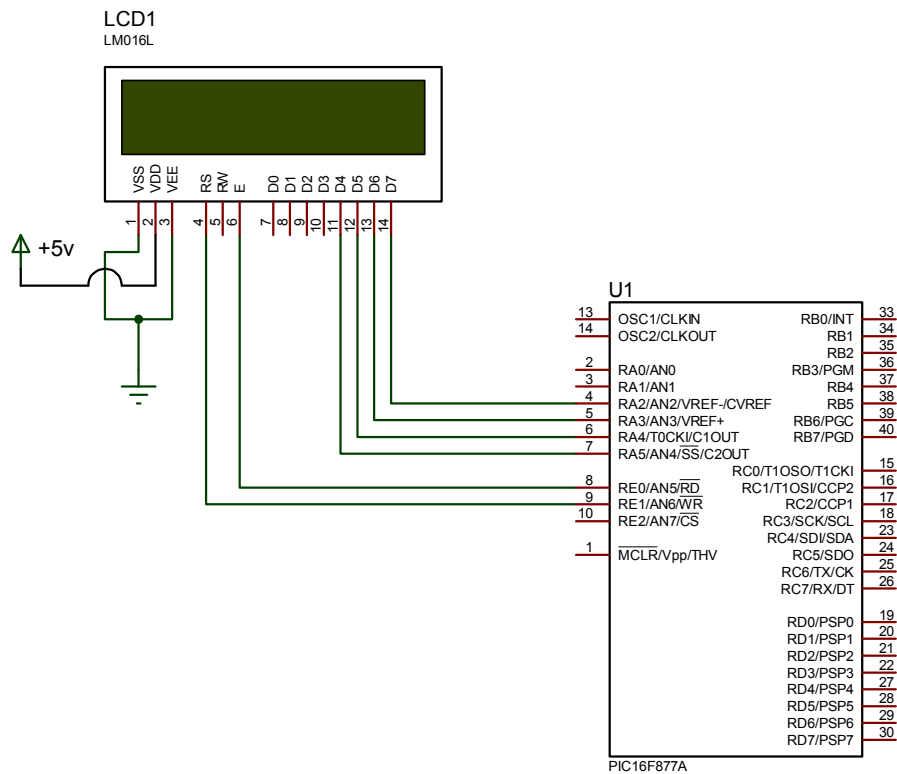 LCD1
LM016L
VSS
VDD
VEE
RS
RW
E
D0
D1
D2
D3
D4
D5
D6
D7
1
2
3
4
5
6
7
8
9
10
11
12
13
14
+5v
U1
13 OSC1/CLKIN RB0/INT 33
14 OSC2/CLKOUT RB1 34
RB2 35
2 RA0/AN0 RB3/PGM 36
3 RA1/AN1 RB4 37
4 RA2/AN2/VREF-/CVREF RB5 38
5 RA3/AN3/VREF+ RB6/PGC 39
6 RA4/T0CKI/C1OUT RB7/PGD 40
7 RA5/AN4/SS/C2OUT
RC0/T1OSO/T1CKI 15
8 RE0/AN5/RD RC1/T1OSI/CCP2 16
9 RE1/AN6/WR RC2/CCP1 17
10 RE2/AN7/CS RC3/SCK/SCL 18
RC4/SDI/SDA 23
1 MCLR/Vpp/THV RC5/SDO 24
RC6/TX/CK 25
RC7/RX/DT 26
RD0/PSP0 19
RD1/PSP1 20
RD2/PSP2 21
RD3/PSP3 22
RD4/PSP4 27
RD5/PSP5 28
RD6/PSP6 29
RD7/PSP7 30
PIC16F877A